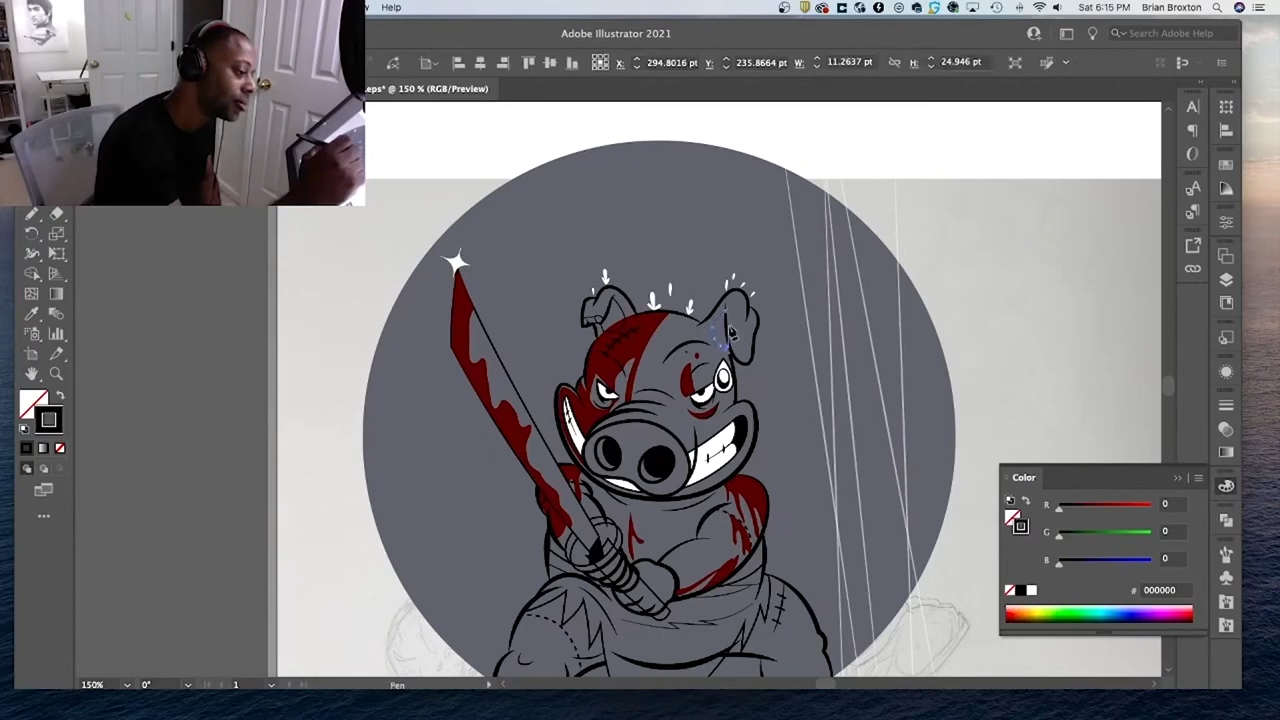 Help
Sat 6:15 PM Brian Broxton
Adobe Illustrator 2021
Search Adobe Help
X: 294.8016 pt Y: 235.8664 pt W: 11.2637 pt H: 24.946 pt
.eps* @ 150 % (RGB/Preview)
Color
R 0
G 0
B 0
# 000000
150% 0° 1 Pen